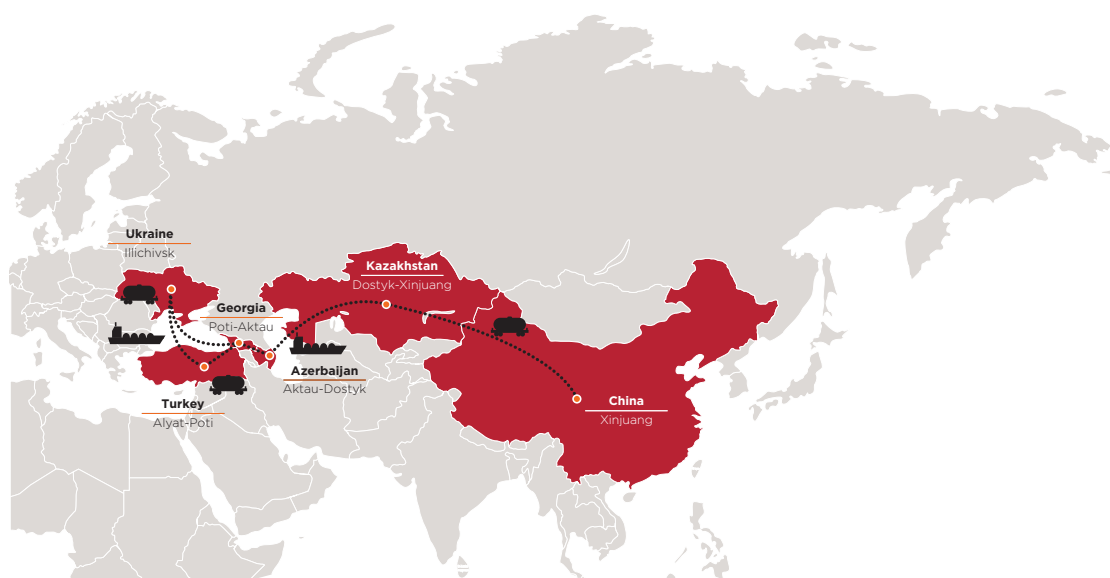 Ukraine
Illichivsk
Georgia
Poti-Aktau
Kazakhstan
Dostyk-Xinjuang
Azerbaijan
Aktau-Dostyk
Turkey
Alyat-Poti
China
Xinjuang